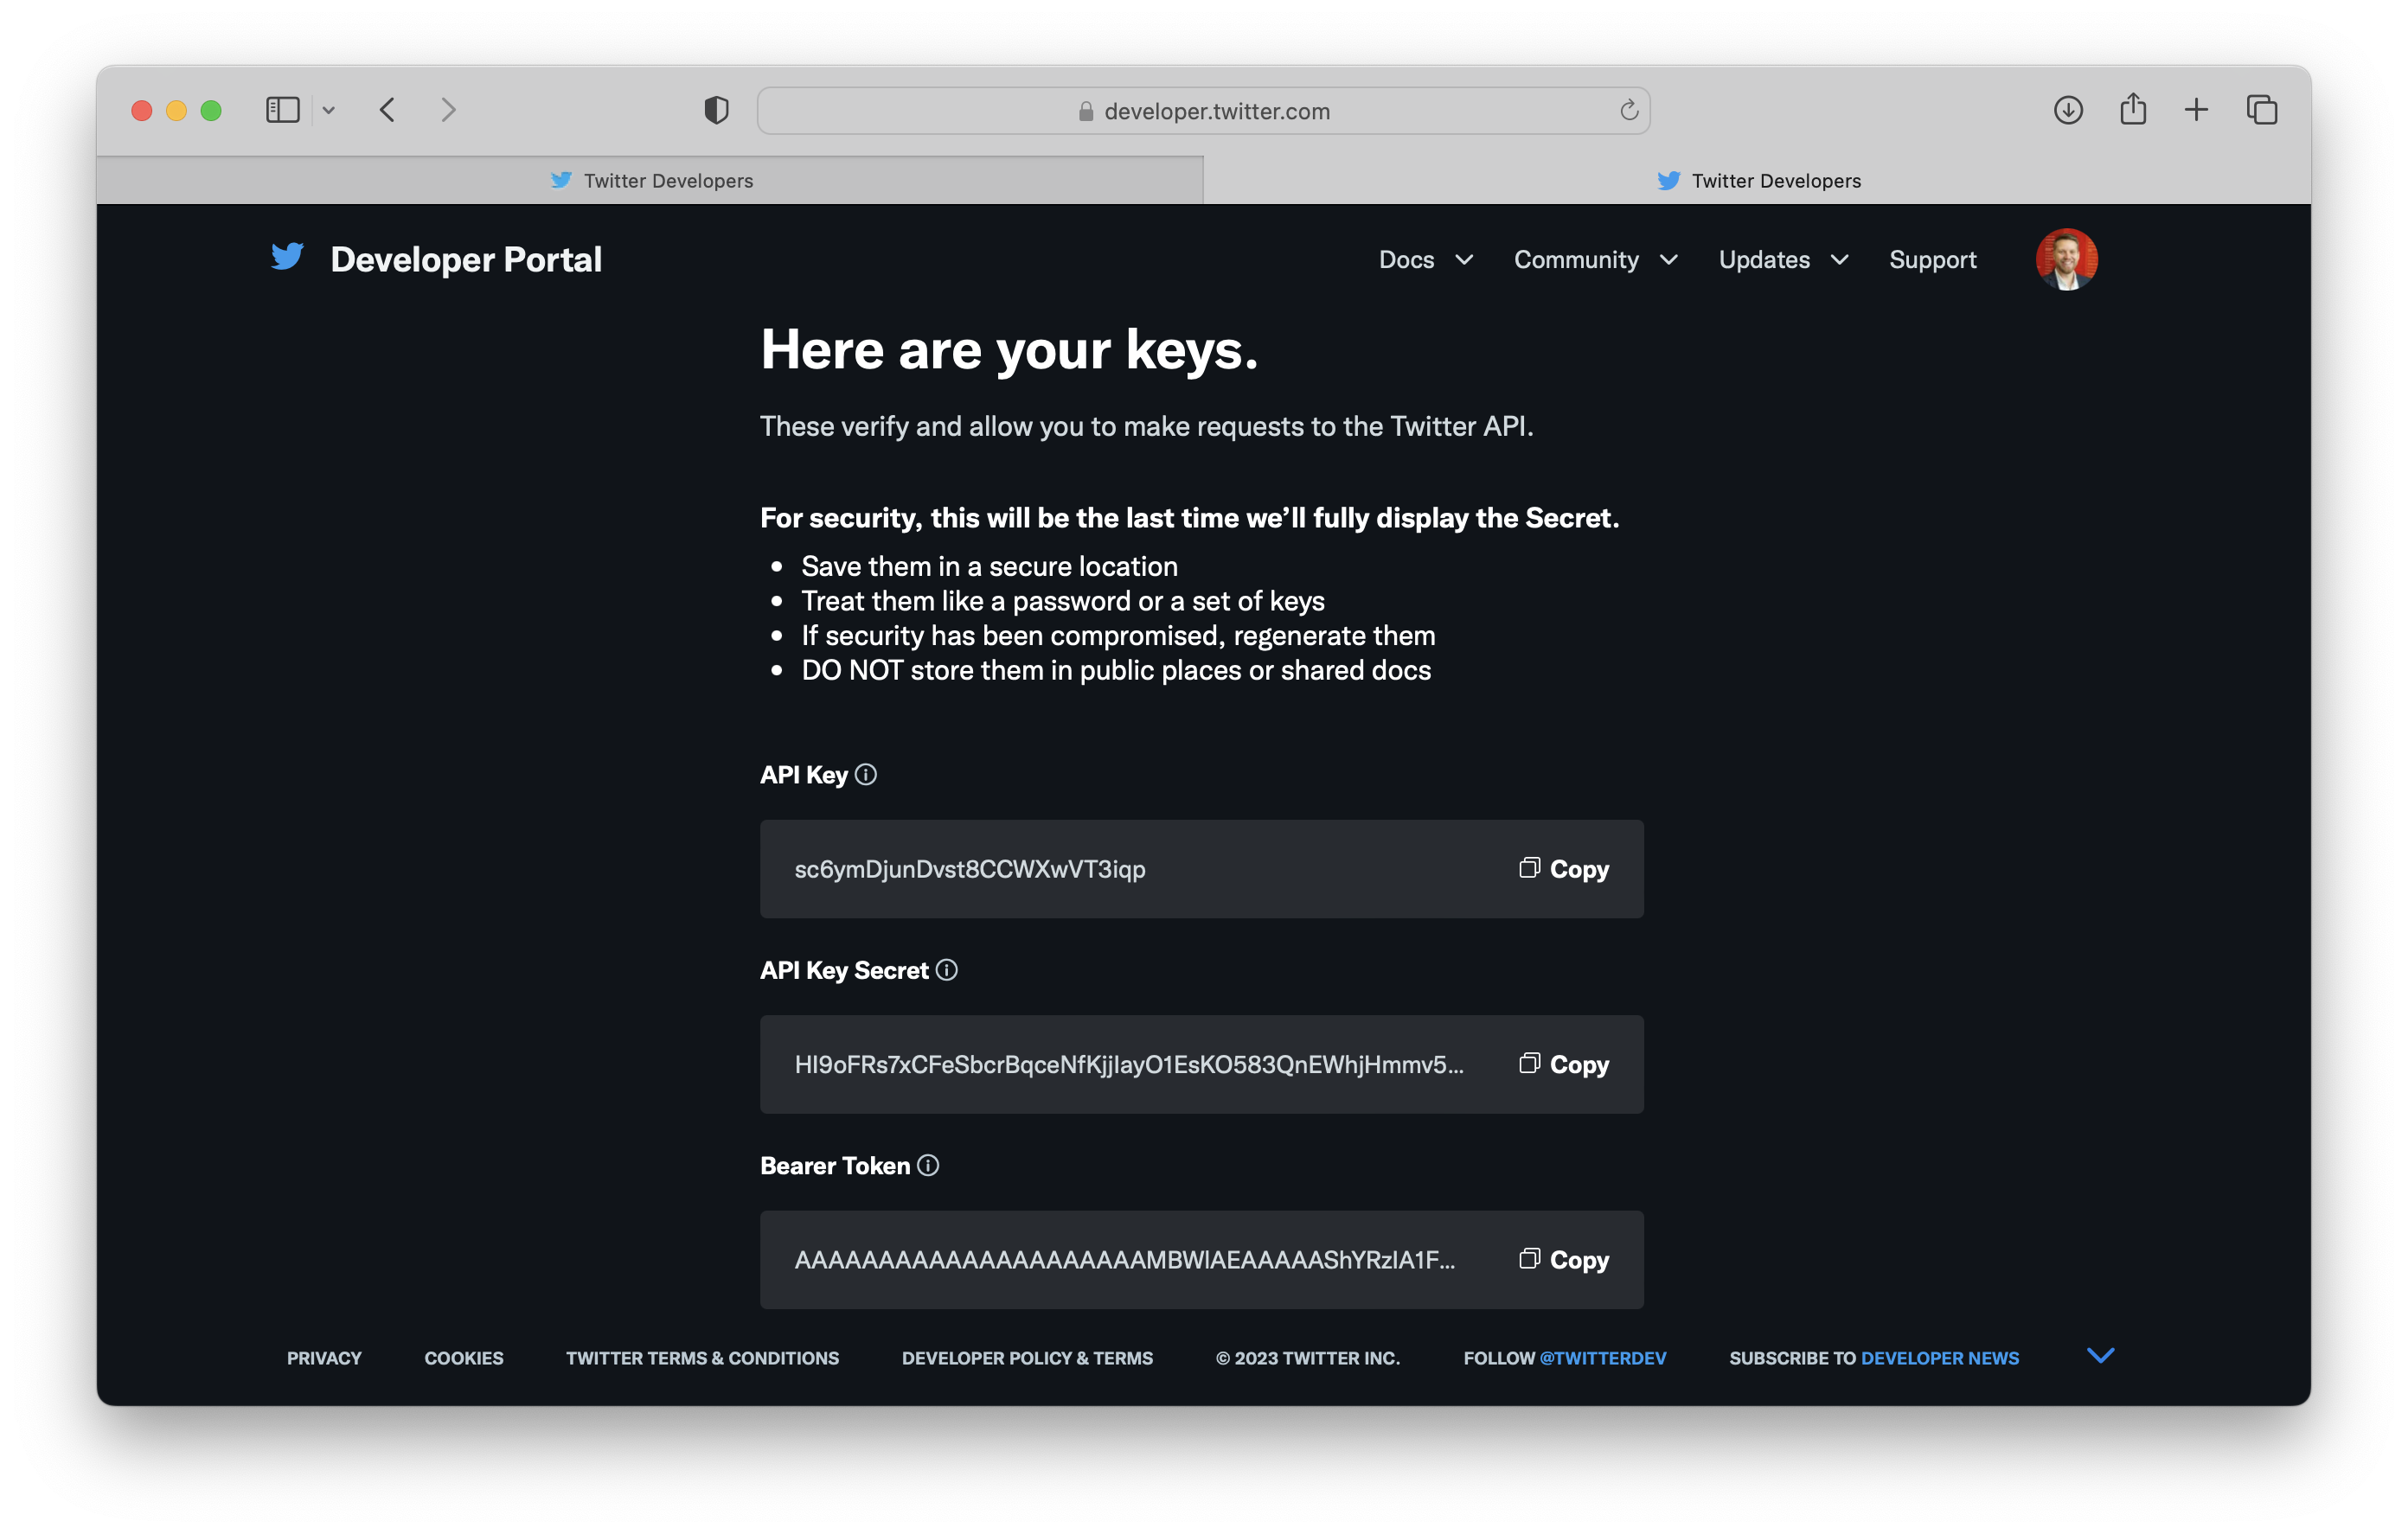 developer.twitter.com
Twitter Developers
Twitter Developers
Developer Portal
Docs
Community
Updates
Support
Here are your keys.
These verify and allow you to make requests to the Twitter API.
For security, this will be the last time we’ll fully display the Secret.
• Save them in a secure location
• Treat them like a password or a set of keys
• If security has been compromised, regenerate them
• DO NOT store them in public places or shared docs
API Key
sc6ymDjunDvst8CCWXwVT3iqp
Copy
API Key Secret
Copy
Bearer Token
Copy
PRIVACY
COOKIES
TWITTER TERMS & CONDITIONS
DEVELOPER POLICY & TERMS
© 2023 TWITTER INC.
FOLLOW @TWITTERDEV
SUBSCRIBE TO DEVELOPER NEWS